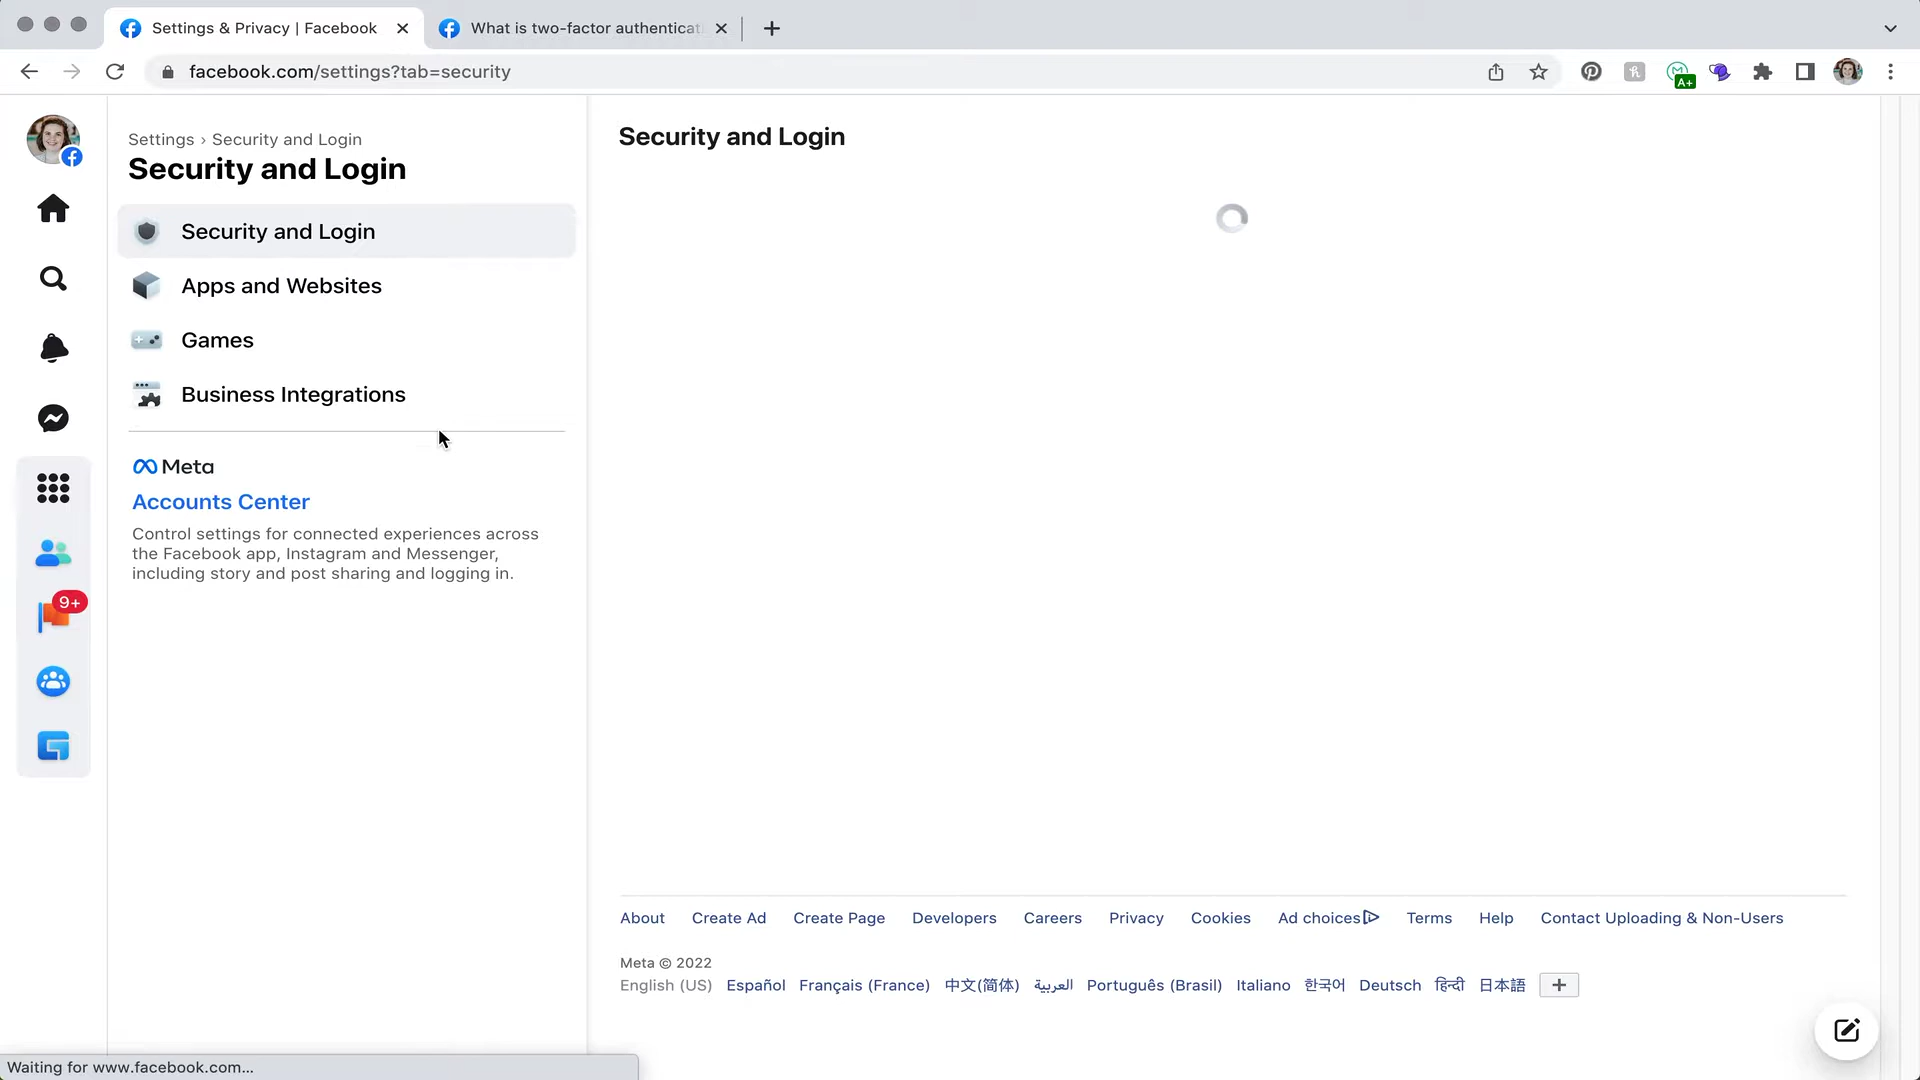 Settings & Privacy | Facebook
What is two-factor authenticat
facebook.com/settings?tab=security
A+
Settings › Security and Login
Security and Login
Security and Login
Apps and Websites
Games
Business Integrations
Meta
Accounts Center
Control settings for connected experiences across
the Facebook app, Instagram and Messenger,
including story and post sharing and logging in.
9+
Security and Login
About Create Ad Create Page Developers Careers Privacy Cookies Ad choices Terms Help Contact Uploading & Non-Users
Meta © 2022
English (US) Español Français (France) 中文(简体) العربية Português (Brasil) Italiano 한국어 Deutsch हिन्दी 日本語 +
Waiting for www.facebook.com...